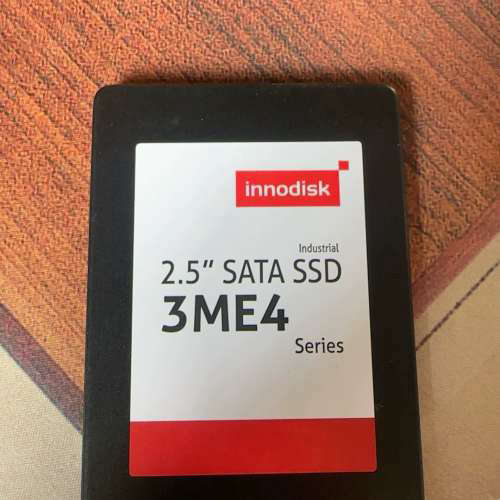 innodisk
Industrial
2.5" SATA SSD
3ME4
Series